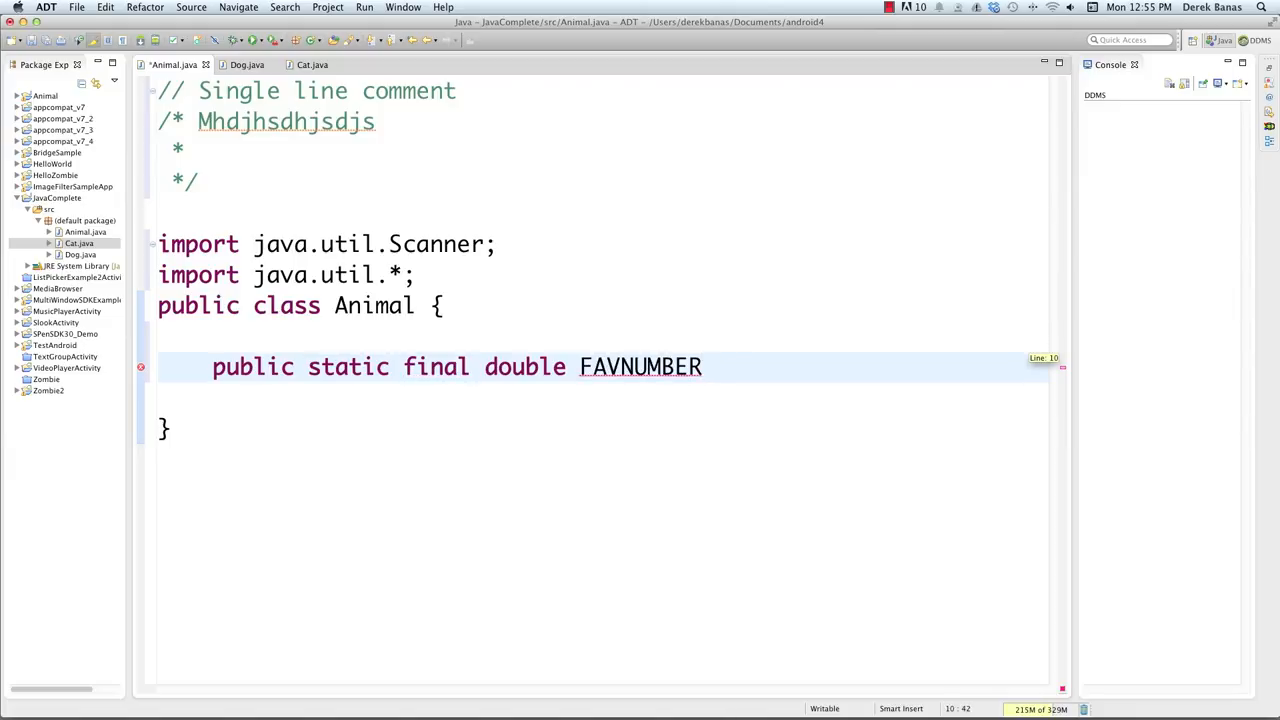 ADT File Edit Refactor Source Navigate Search Project Run Window Help 10 Mon 12:55 PM Derek Banas
Java – JavaComplete/src/Animal.java – ADT – /Users/derekbanas/Documents/android4
Quick Access Java DDMS
Package Exp
Animal
appcompat_v7
appcompat_v7_2
appcompat_v7_3
appcompat_v7_4
BridgeSample
HelloWorld
HelloZombie
ImageFilterSampleApp
JavaComplete
src
(default package)
Animal.java
Cat.java
Dog.java
JRE System Library [Ja
ListPickerExample2Activi
MediaBrowser
MultiWindowSDKExample
MusicPlayerActivity
SlookActivity
SPenSDK30_Demo
TestAndroid
TextGroupActivity
VideoPlayerActivity
Zombie
Zombie2
*Animal.java Dog.java Cat.java
// Single line comment
/* Mhdjhsdhjsdjs
*
*/
import java.util.Scanner;
import java.util.*;
public class Animal {
public static final double FAVNUMBER
}
Line: 10
Console
DDMS
Writable Smart Insert 10 : 42 215M of 329M